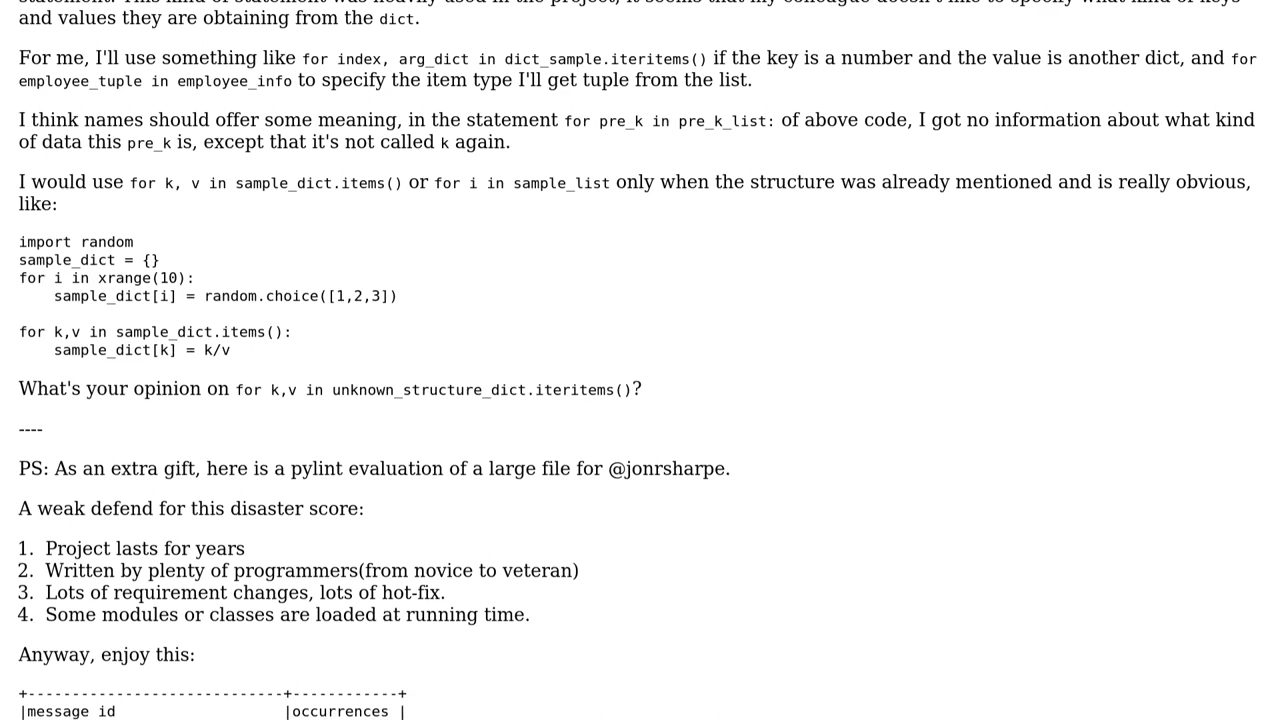 and values they are obtaining from the dict.
For me, I'll use something like for index, arg_dict in dict_sample.iteritems() if the key is a number and the value is another dict, and for
employee_tuple in employee_info to specify the item type I'll get tuple from the list.
I think names should offer some meaning, in the statement for pre_k in pre_k_list: of above code, I got no information about what kind
of data this pre_k is, except that it's not called k again.
I would use for k, v in sample_dict.items() or for i in sample_list only when the structure was already mentioned and is really obvious,
like:
import random
sample_dict = {}
for i in xrange(10):
    sample_dict[i] = random.choice([1,2,3])
for k,v in sample_dict.items():
    sample_dict[k] = k/v
What's your opinion on for k,v in unknown_structure_dict.iteritems()?
----
PS: As an extra gift, here is a pylint evaluation of a large file for @jonrsharpe.
A weak defend for this disaster score:
1. Project lasts for years
2. Written by plenty of programmers(from novice to veteran)
3. Lots of requirement changes, lots of hot-fix.
4. Some modules or classes are loaded at running time.
Anyway, enjoy this:
+-----------------------------+------------+
|message id                   |occurrences |